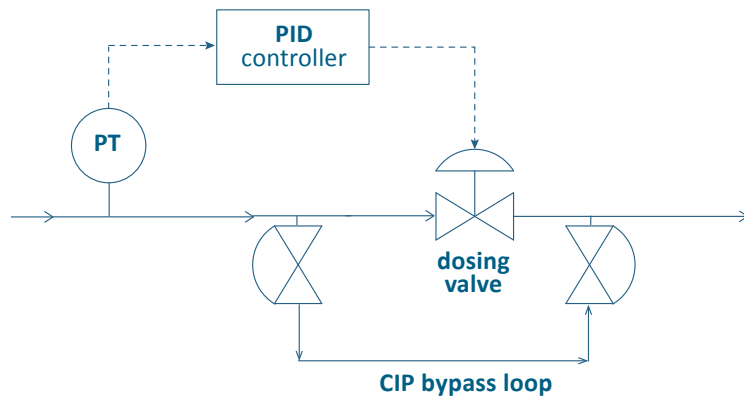 PID
controller
PT
dosing
valve
CIP bypass loop